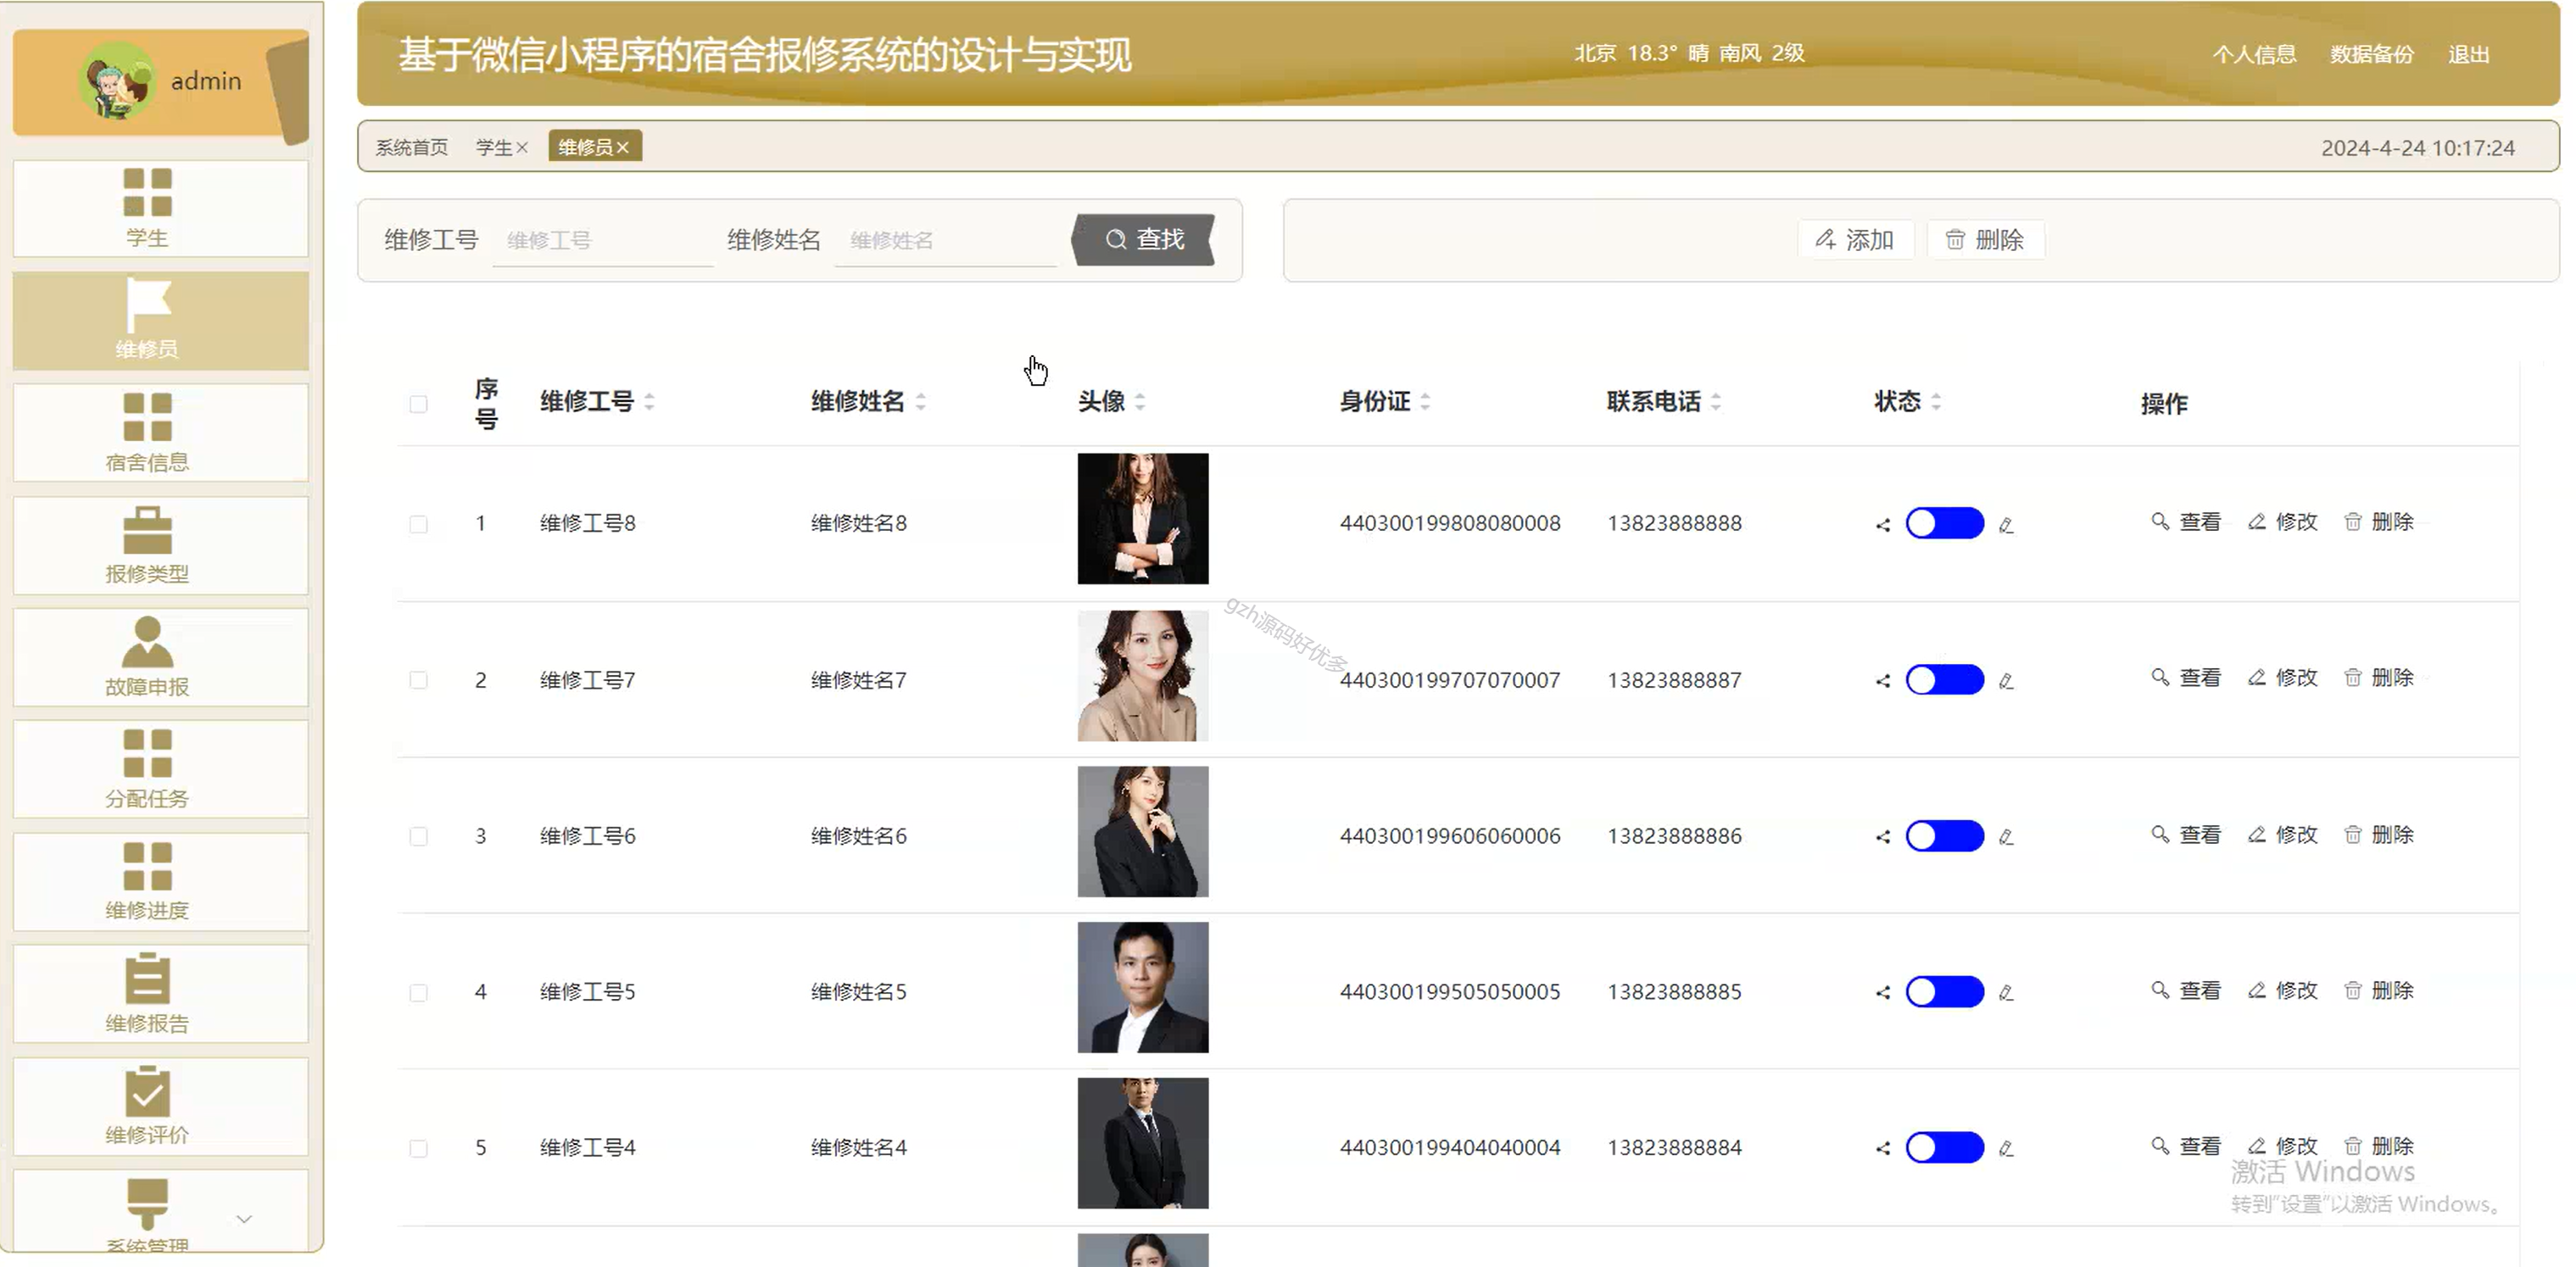 admin
基于微信小程序的宿舍报修系统的设计与实现
北京 18.3° 晴 南风 2级
个人信息 数据备份 退出
系统首页 学生 维修员
2024-4-24 10:17:24
学生
维修员
宿舍信息
报修类型
故障申报
分配任务
维修进度
维修报告
维修评价
系统管理
维修工号 维修工号 维修姓名 维修姓名 查找
添加 删除
序号 维修工号 维修姓名 头像 身份证 联系电话 状态 操作
1 维修工号8 维修姓名8 440300199808080008 13823888888 查看 修改 删除
2 维修工号7 维修姓名7 440300199707070007 13823888887 查看 修改 删除
3 维修工号6 维修姓名6 440300199606060006 13823888886 查看 修改 删除
4 维修工号5 维修姓名5 440300199505050005 13823888885 查看 修改 删除
5 维修工号4 维修姓名4 440300199404040004 13823888884 查看 修改 删除
gzh源码好优多
激活 Windows
转到"设置"以激活 Windows。